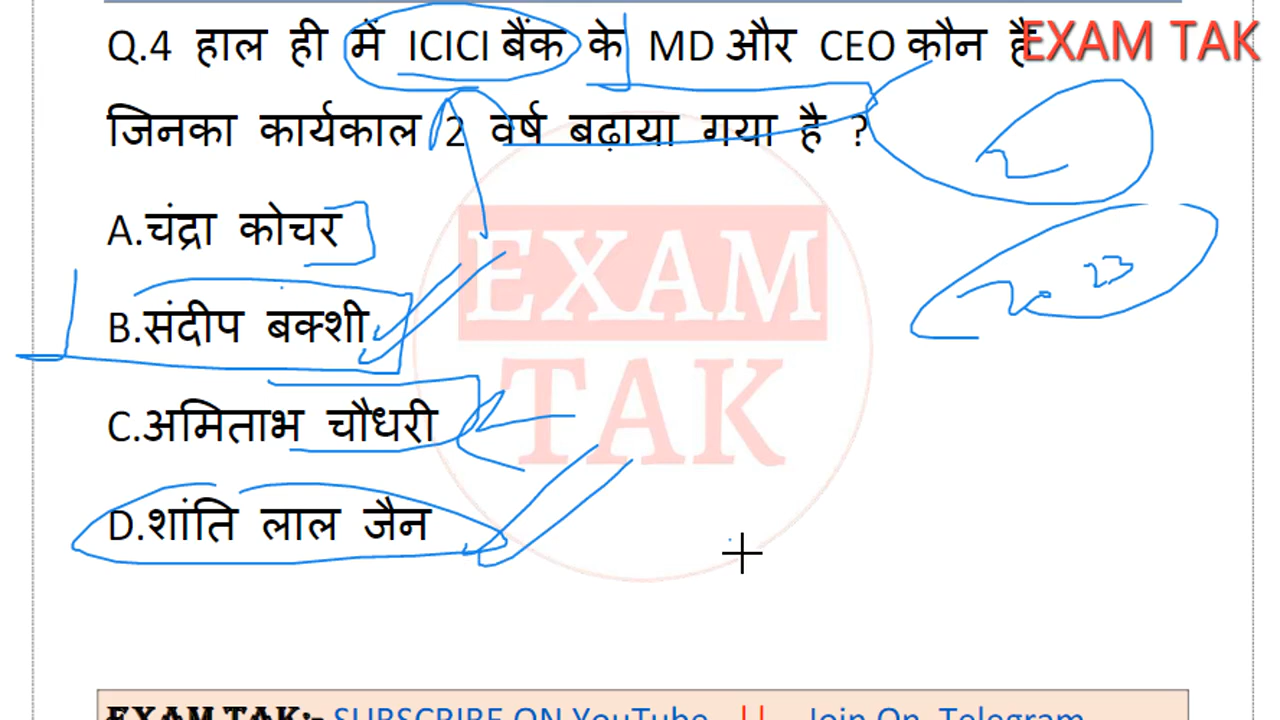 Q.4 हाल ही में ICICI बैंक के MD और CEO कौन है
EXAM TAK
जिनका कार्यकाल 2 वर्ष बढ़ाया गया है ?
A.चंद्रा कोचर
B.संदीप बक्शी
23
C.अमिताभ चौधरी
D.शांति लाल जैन
EXAM
TAK
EXAM TAK:- SUBSCRIBE ON YouTube || Join On Telegram